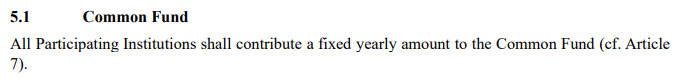 5.1 Common Fund
All Participating Institutions shall contribute a fixed yearly amount to the Common Fund (cf. Article
7).